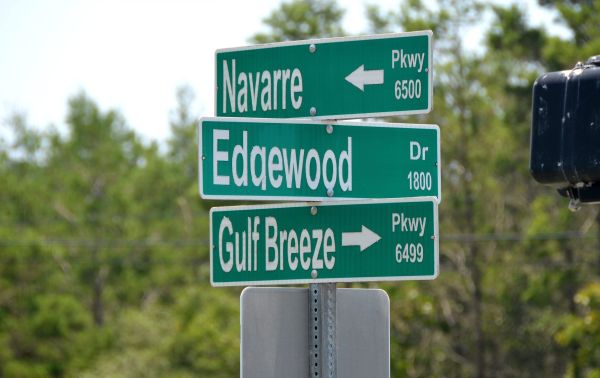 Navarre ← Pkwy
6500
Edgewood Dr
1800
Gulf Breeze → Pkwy
6499